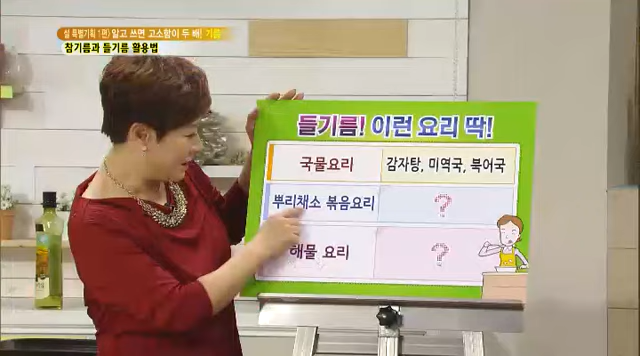 설 특별기획 1편) 알고 쓰면 고소함이 두 배! 기름
참기름과 들기름 활용법
들기름! 이런 요리 딱!
국물요리
감자탕, 미역국, 북어국
뿌리채소 볶음요리
?
해물 요리
?